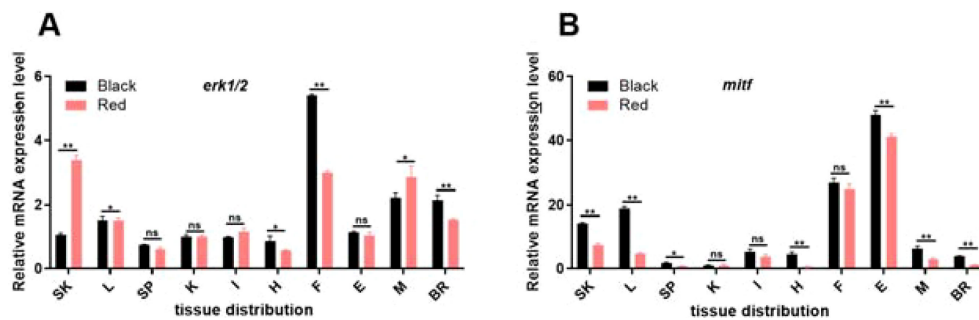 A
Relative mRNA expression level
6
4
2
0
Black
Red
erk1/2
**
*
ns
ns
ns
*
**
ns
*
**
SK
L
SP
K
I
H
F
E
M
BR
tissue distribution
B
Relative mRNA expression level
60
40
20
0
Black
Red
mitf
**
**
*
ns
ns
**
ns
**
**
**
SK
L
SP
K
I
H
F
E
M
BR
tissue distribution